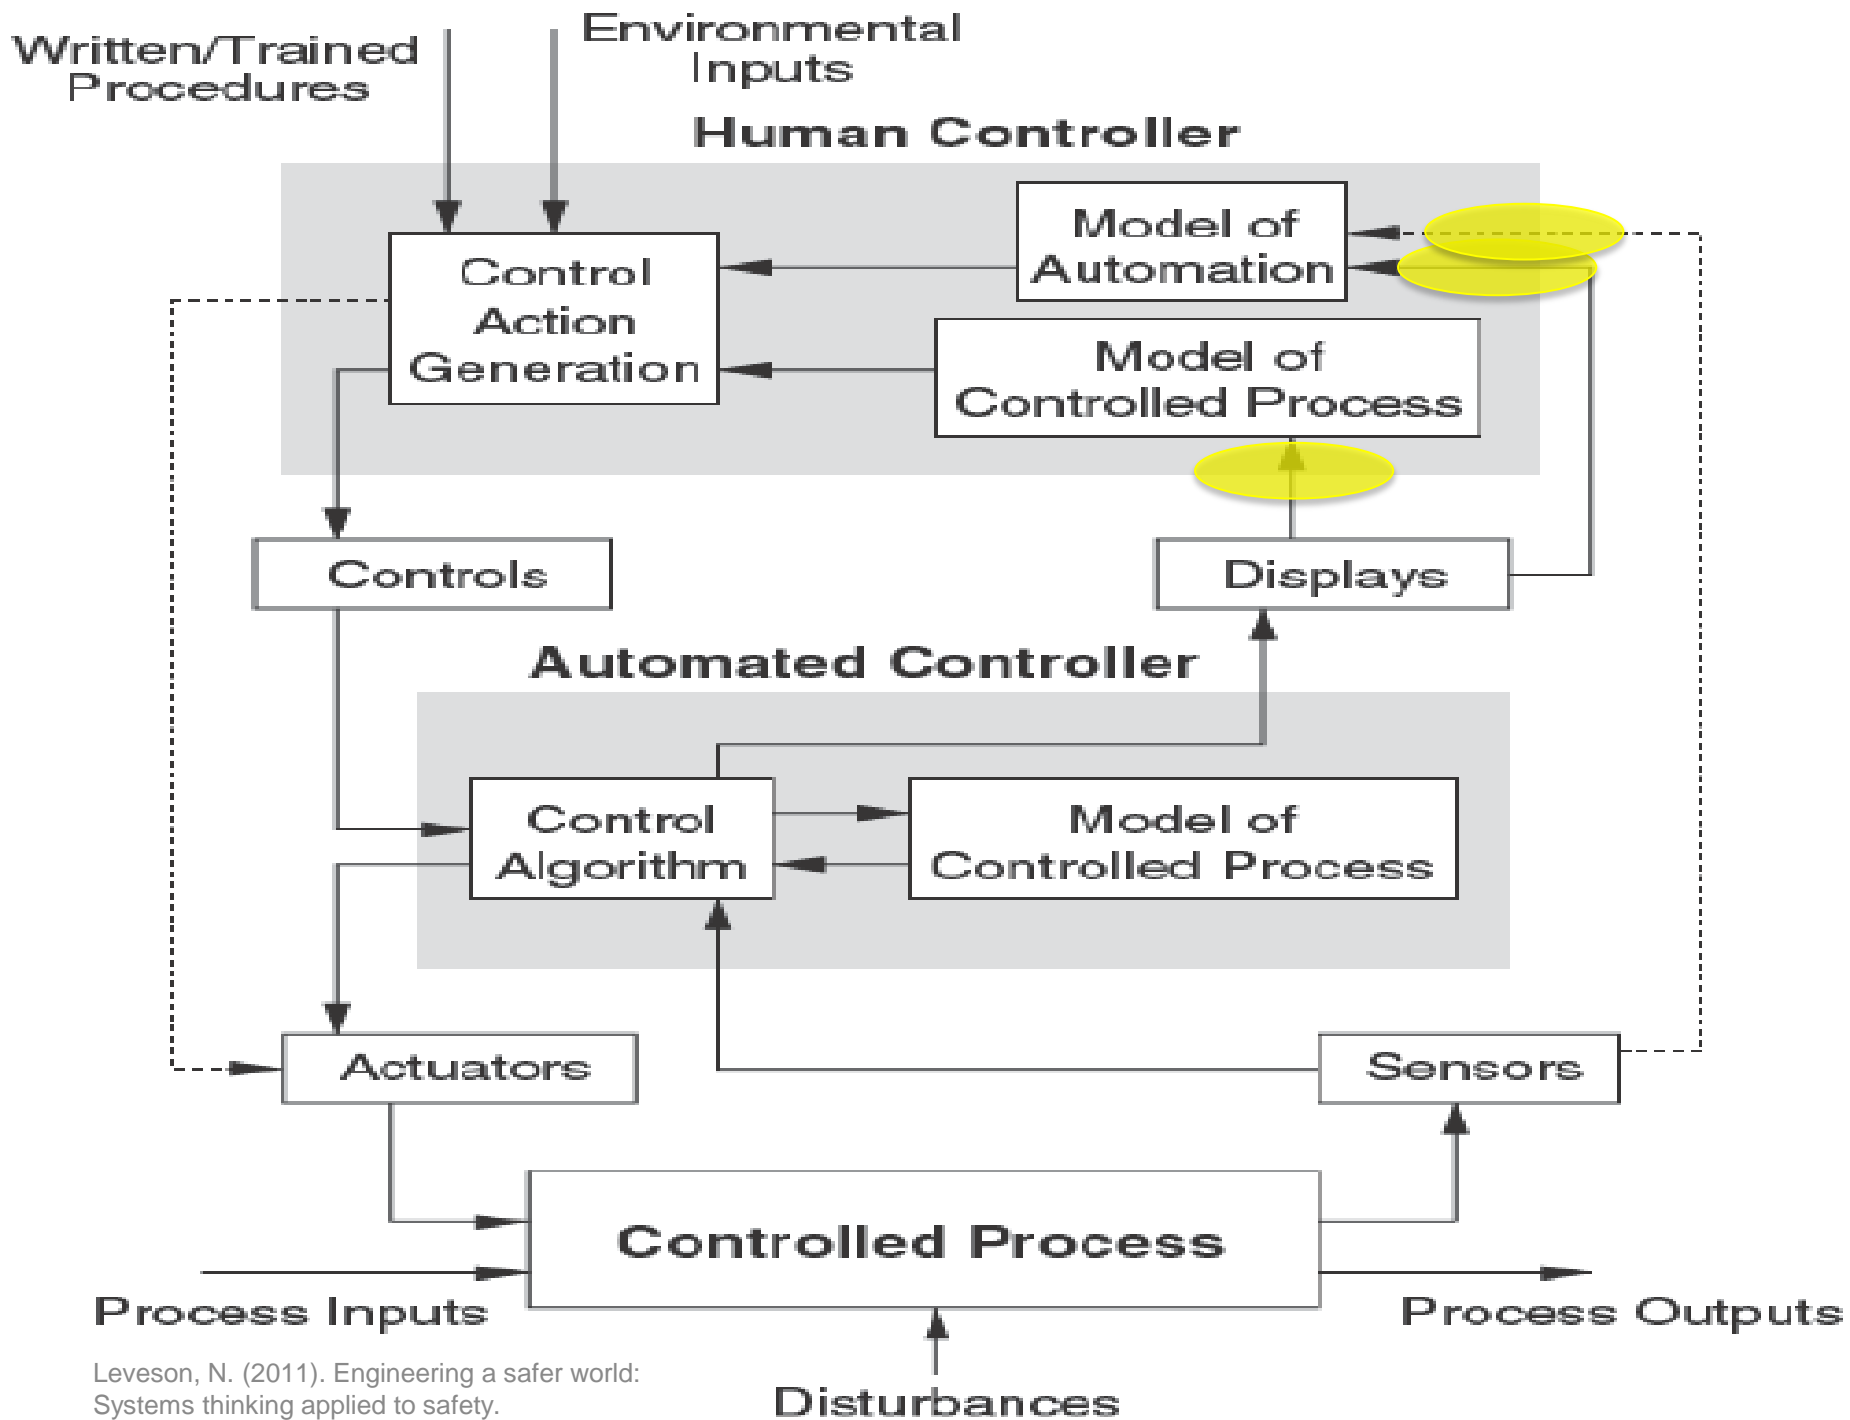 Written/Trained
Procedures
Environmental
Inputs
Human Controller
Control
Action
Generation
Model of
Automation
Model of
Controlled Process
Controls
Displays
Automated Controller
Control
Algorithm
Model of
Controlled Process
Actuators
Sensors
Controlled Process
Process Inputs
Process Outputs
Leveson, N. (2011). Engineering a safer world:
Systems thinking applied to safety.
Disturbances